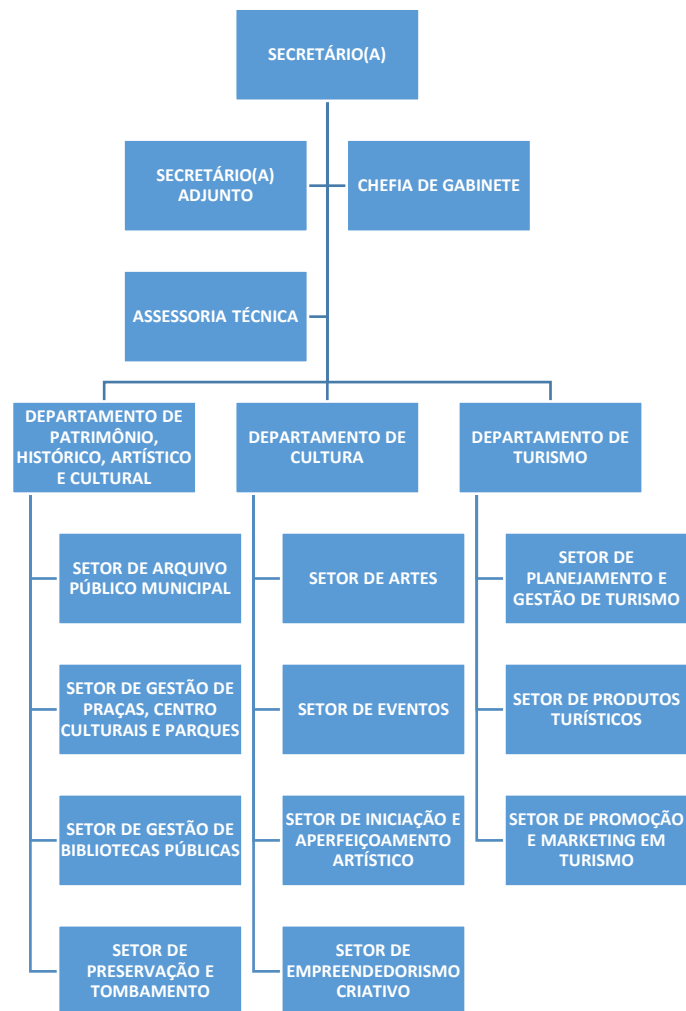 SECRETÁRIO(A)
SECRETÁRIO(A)
ADJUNTO
CHEFIA DE GABINETE
ASSESSORIA TÉCNICA
DEPARTAMENTO DE
PATRIMÔNIO,
HISTÓRICO, ARTÍSTICO
E CULTURAL
SETOR DE ARQUIVO
PÚBLICO MUNICIPAL
SETOR DE GESTÃO DE
PRAÇAS, CENTRO
CULTURAIS E PARQUES
SETOR DE GESTÃO DE
BIBLIOTECAS PÚBLICAS
SETOR DE
PRESERVAÇÃO E
TOMBAMENTO
DEPARTAMENTO DE
CULTURA
SETOR DE ARTES
SETOR DE EVENTOS
SETOR DE INICIAÇÃO E
APERFEIÇOAMENTO
ARTÍSTICO
SETOR DE
EMPREENDEDORISMO
CRIATIVO
DEPARTAMENTO DE
TURISMO
SETOR DE
PLANEJAMENTO E
GESTÃO DE TURISMO
SETOR DE PRODUTOS
TURÍSTICOS
SETOR DE PROMOÇÃO
E MARKETING EM
TURISMO